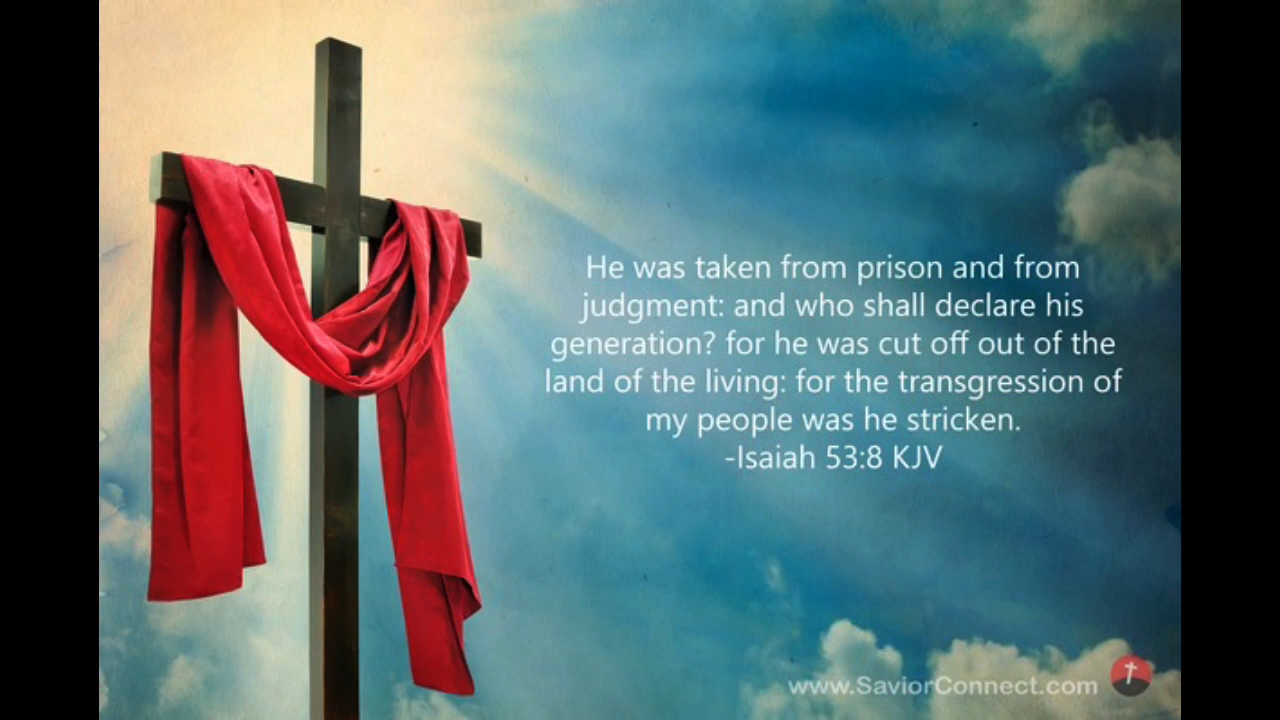 He was taken from prison and from
judgment: and who shall declare his
generation? for he was cut off out of the
land of the living: for the transgression of
my people was he stricken.
-Isaiah 53:8 KJV
www.SaviorConnect.com